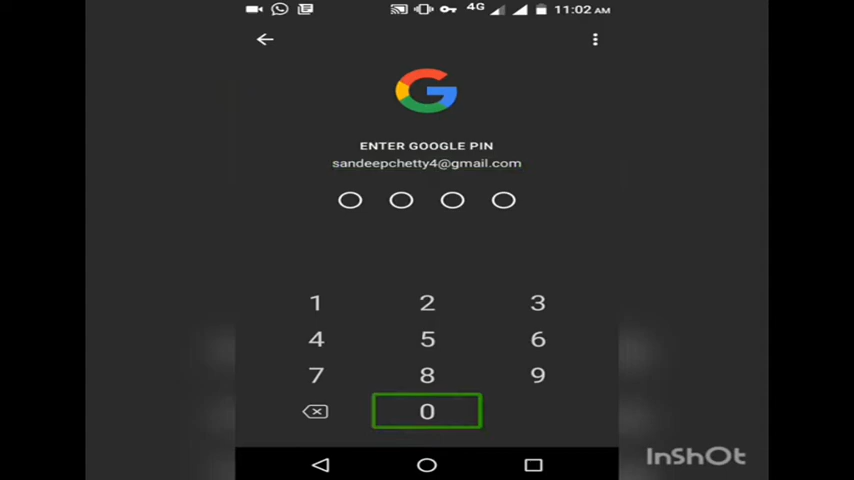 4G 11:02 AM
ENTER GOOGLE PIN
sandeepchetty4@gmail.com
1 2 3
4 5 6
7 8 9
0
InShOt